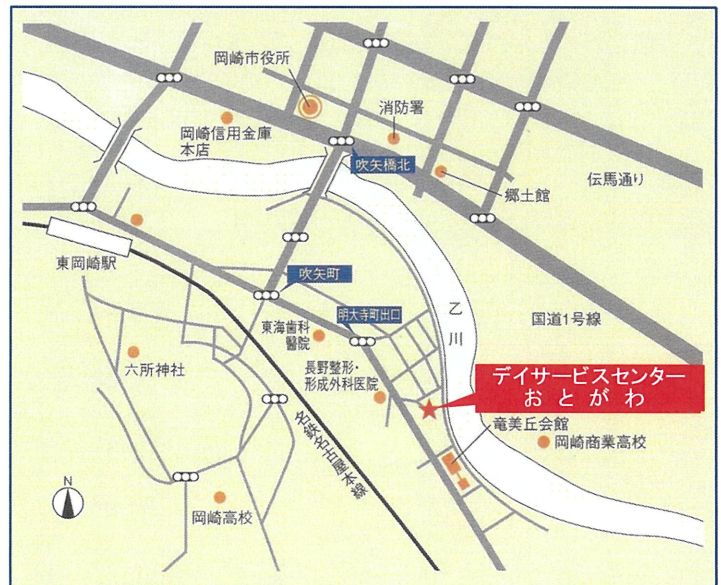 岡崎市役所
消防署
岡崎信用金庫
本店
吹矢橋北
郷土館
伝馬通り
東岡崎駅
吹矢町
明大寺町出口
東海歯科
醫院
乙川
国道1号線
六所神社
長野整形・
形成外科医院
デイサービスセンター
おとがわ
竜美丘会館
岡崎商業高校
名鉄名古屋本線
N
岡崎高校